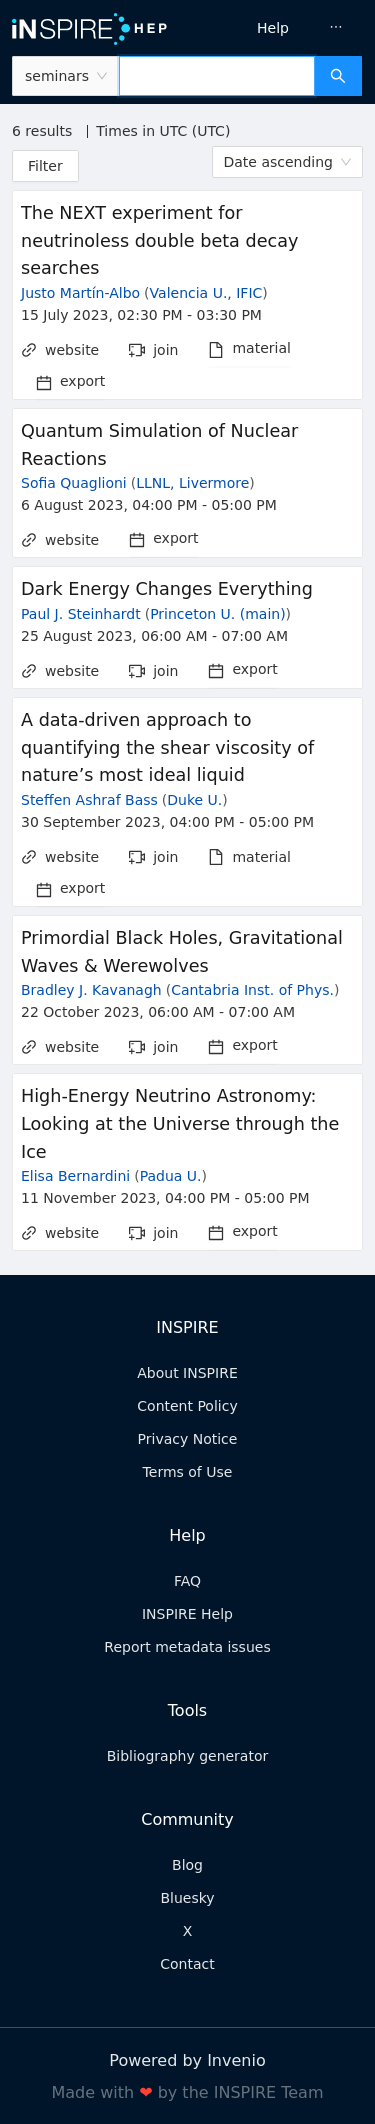 iNSPIRE HEP
Help
···
seminars
6 results | Times in UTC (UTC)
Filter
Date ascending
The NEXT experiment for
neutrinoless double beta decay
searches
Justo Martín-Albo (Valencia U., IFIC)
15 July 2023, 02:30 PM - 03:30 PM
website join material
export
Quantum Simulation of Nuclear
Reactions
Sofia Quaglioni (LLNL, Livermore)
6 August 2023, 04:00 PM - 05:00 PM
website export
Dark Energy Changes Everything
Paul J. Steinhardt (Princeton U. (main))
25 August 2023, 06:00 AM - 07:00 AM
website join export
A data-driven approach to
quantifying the shear viscosity of
nature’s most ideal liquid
Steffen Ashraf Bass (Duke U.)
30 September 2023, 04:00 PM - 05:00 PM
website join material
export
Primordial Black Holes, Gravitational
Waves & Werewolves
Bradley J. Kavanagh (Cantabria Inst. of Phys.)
22 October 2023, 06:00 AM - 07:00 AM
website join export
High-Energy Neutrino Astronomy:
Looking at the Universe through the
Ice
Elisa Bernardini (Padua U.)
11 November 2023, 04:00 PM - 05:00 PM
website join export
INSPIRE
About INSPIRE
Content Policy
Privacy Notice
Terms of Use
Help
FAQ
INSPIRE Help
Report metadata issues
Tools
Bibliography generator
Community
Blog
Bluesky
X
Contact
Powered by Invenio
Made with ❤ by the INSPIRE Team